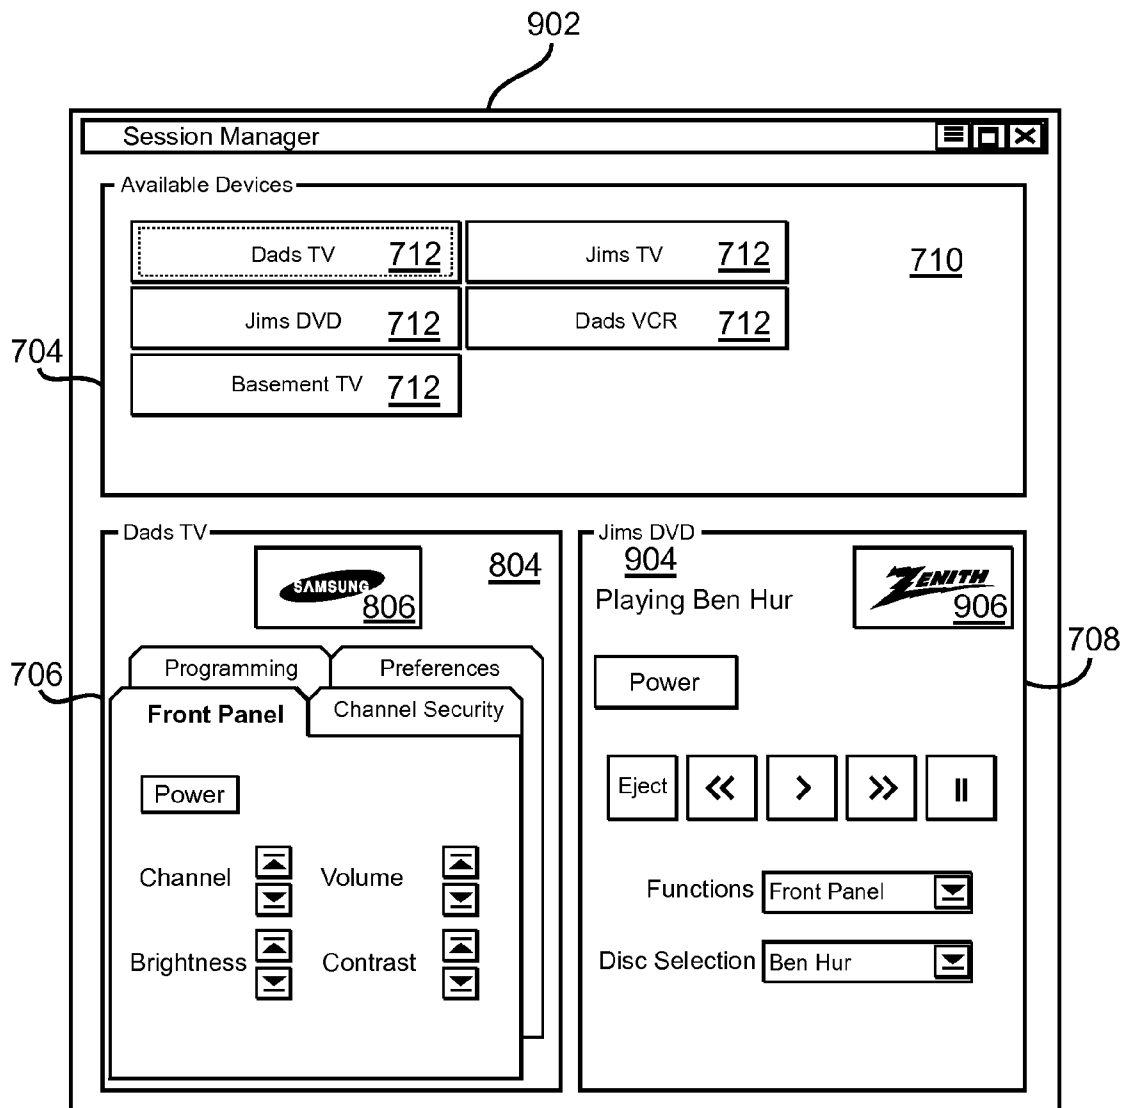 902
Session Manager
Available Devices
Dads TV 712 Jims TV 712 710
Jims DVD 712 Dads VCR 712
704
Basement TV 712
Dads TV
SAMSUNG
804
806
Jims DVD
904
Playing Ben Hur
ZENITH
906
708
706
Programming Preferences
Front Panel Channel Security
Power
Channel Volume
Brightness Contrast
Power
Eject << > >> II
Functions Front Panel
Disc Selection Ben Hur